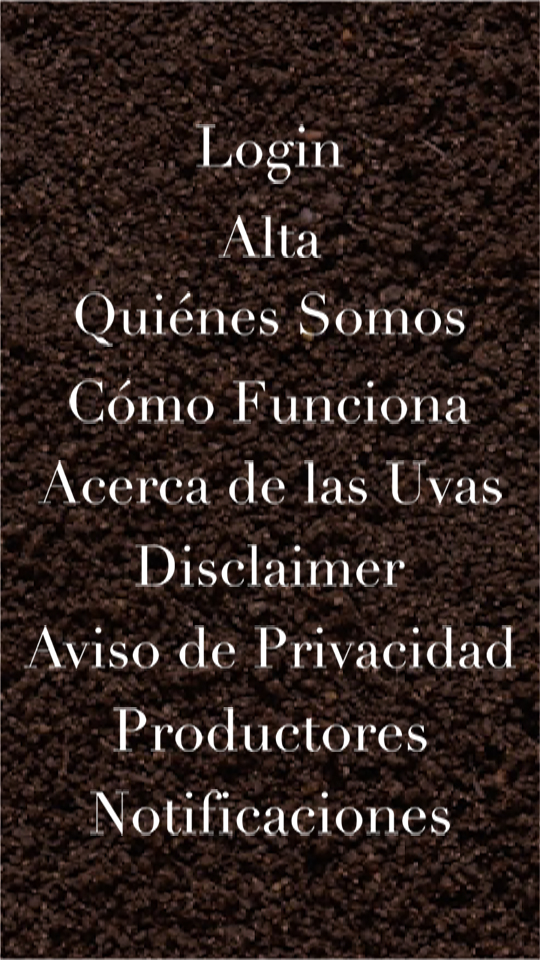 Login
Alta
Quiénes Somos
Cómo Funciona
Acerca de las Uvas
Disclaimer
Aviso de Privacidad
Productores
Notificaciones